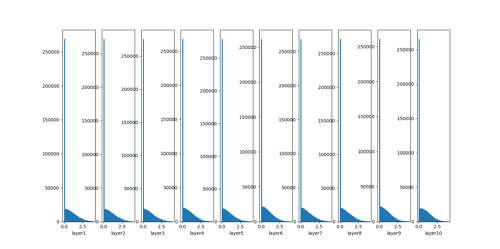 250000 250000 250000 250000 250000 250000 250000 250000 250000 250000
200000 200000 200000 200000 200000 200000 200000 200000 200000 200000
150000 150000 150000 150000 150000 150000 150000 150000 150000 150000
100000 100000 100000 100000 100000 100000 100000 100000 100000 100000
50000 50000 50000 50000 50000 50000 50000 50000 50000 50000
0 0 0 0 0 0 0 0 0 0
0.0 2.5 0.0 2.5 0.0 2.5 0.0 2.5 0.0 2.5 0.0 2.5 0.0 2.5 0.0 2.5 0.0 2.5 0.0 2.5
layer1 layer2 layer3 layer4 layer5 layer6 layer7 layer8 layer9 layer10